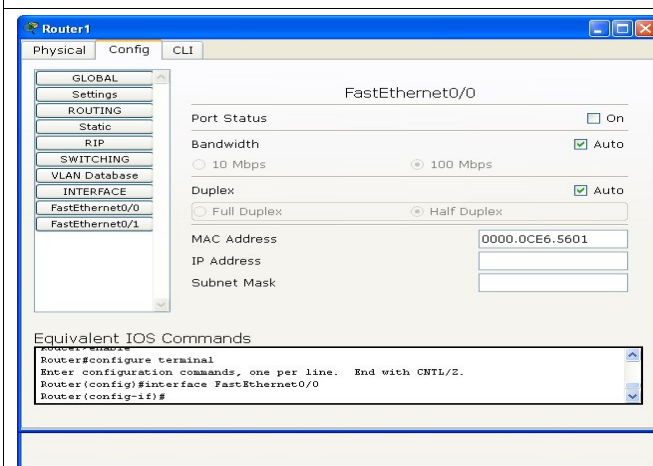 Router1
Physical Config CLI
GLOBAL
Settings
ROUTING
Static
RIP
SWITCHING
VLAN Database
INTERFACE
FastEthernet0/0
FastEthernet0/1
FastEthernet0/0
Port Status On
Bandwidth Auto
10 Mbps 100 Mbps
Duplex Auto
Full Duplex Half Duplex
MAC Address 0000.0CE6.5601
IP Address
Subnet Mask
Equivalent IOS Commands
Router>enable
Router#configure terminal
Enter configuration commands, one per line. End with CNTL/Z.
Router(config)#interface FastEthernet0/0
Router(config-if)#